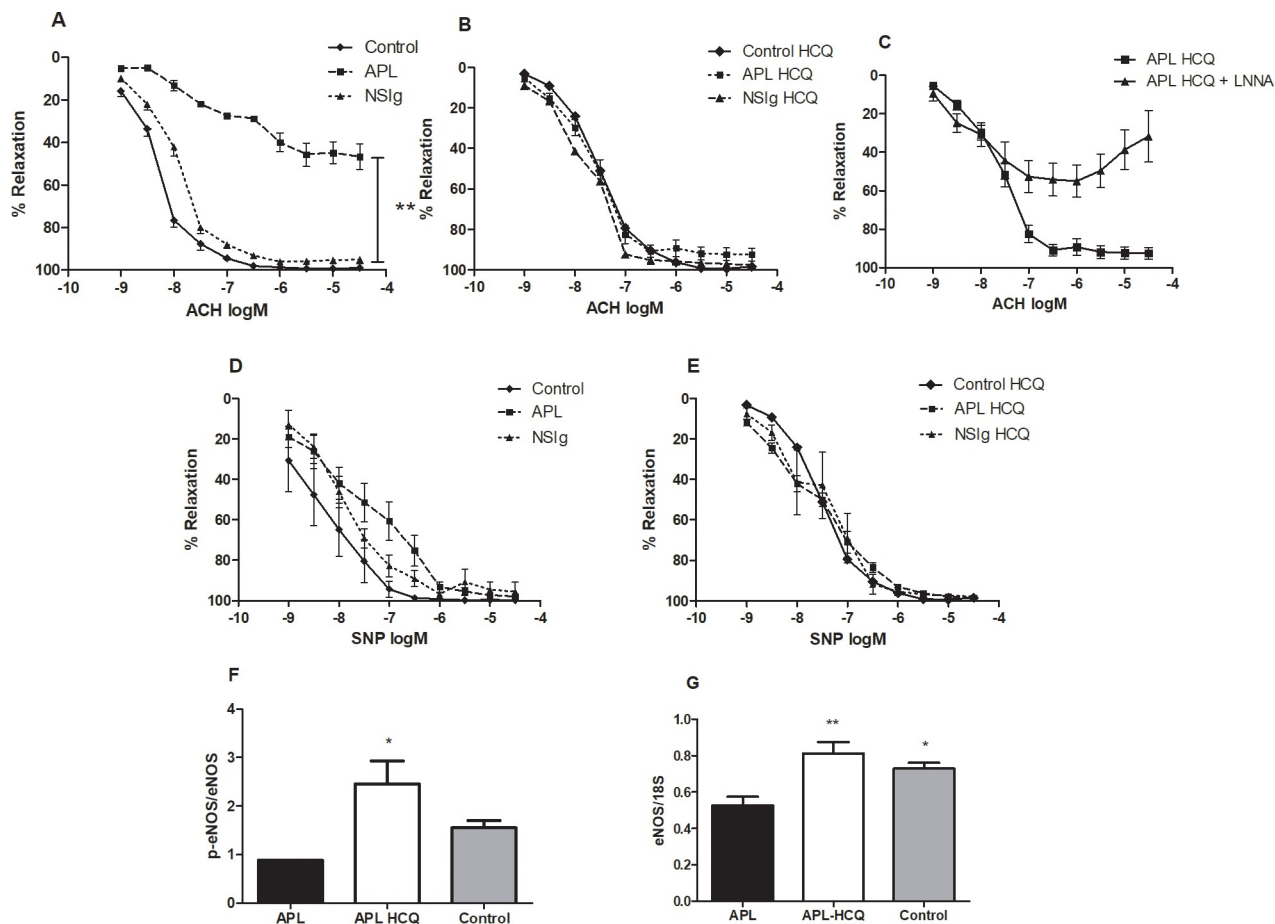 A
Control
APL
NSIg
0
20
40
60
80
100
% Relaxation
**
-10 -9 -8 -7 -6 -5 -4
ACH logM
B
Control HCQ
APL HCQ
NSIg HCQ
0
20
40
60
80
100
% Relaxation
-10 -9 -8 -7 -6 -5 -4
ACH logM
C
APL HCQ
APL HCQ + LNNA
0
20
40
60
80
100
% Relaxation
-10 -9 -8 -7 -6 -5 -4
ACH logM
D
Control
APL
NSIg
0
20
40
60
80
100
% Relaxation
-10 -9 -8 -7 -6 -5 -4
SNP logM
E
Control HCQ
APL HCQ
NSIg HCQ
0
20
40
60
80
100
% Relaxation
-10 -9 -8 -7 -6 -5 -4
SNP logM
F
4
3
2
1
0
p-eNOS/eNOS
*
APL APL HCQ Control
G
1.0
0.8
0.6
0.4
0.2
0.0
eNOS/18S
**
*
APL APL-HCQ Control